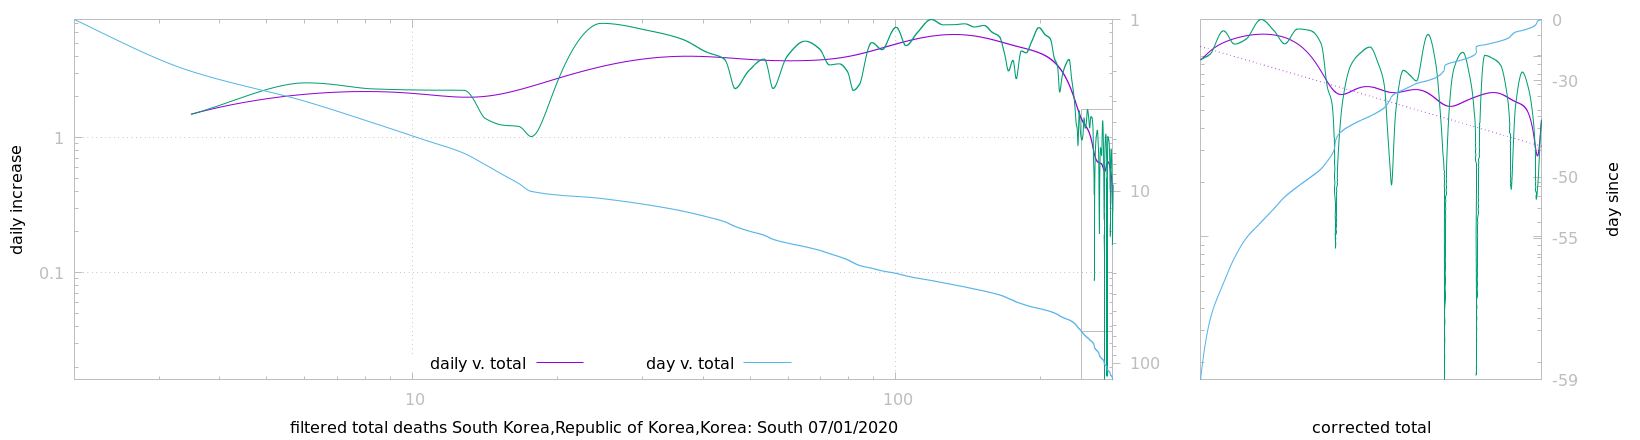 daily increase
1
0.1
10
100
1
10
100
daily v. total
day v. total
filtered total deaths South Korea,Republic of Korea,Korea: South 07/01/2020
0
-30
-50
-55
-59
day since
corrected total